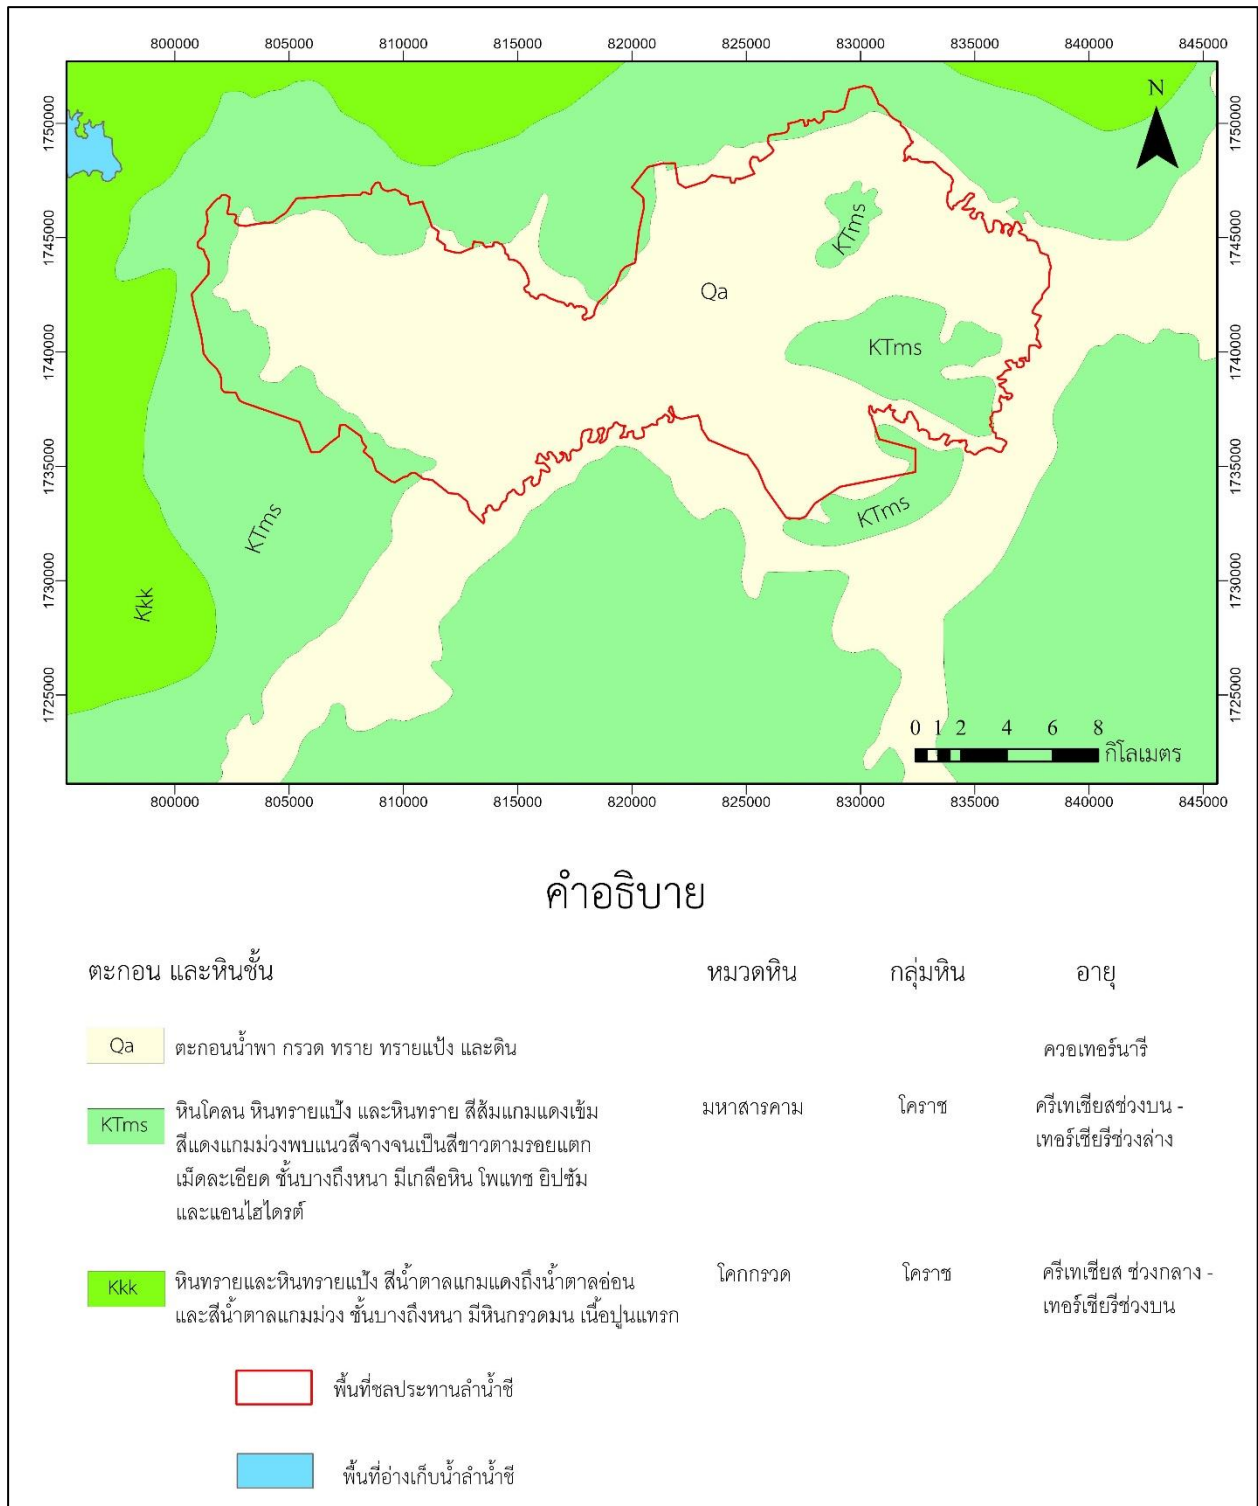 800000 805000 810000 815000 820000 825000 830000 835000 840000 845000
1750000 1750000
1745000 1745000
1740000 1740000
1735000 1735000
1730000 1730000
1725000 1725000
N
KTms
Qa
KTms
KTms
KTms
Kkk
0 1 2 4 6 8
กิโลเมตร
800000 805000 810000 815000 820000 825000 830000 835000 840000 845000
คำอธิบาย
ตะกอน และหินชั้น หมวดหิน กลุ่มหิน อายุ
Qa ตะกอนน้ำพา กรวด ทราย ทรายแป้ง และดิน ควอเทอร์นารี
KTms หินโคลน หินทรายแป้ง และหินทราย สีส้มแกมแดงเข้ม มหาสารคาม โคราช ครีเทเชียสช่วงบน -
สีแดงแกมม่วงพบแนวสีจางจนเป็นสีขาวตามรอยแตก เทอร์เชียรีช่วงล่าง
เม็ดละเอียด ชั้นบางถึงหนา มีเกลือหิน โพแทช ยิปซัม
และแอนไฮไดรต์
Kkk หินทรายและหินทรายแป้ง สีน้ำตาลแกมแดงถึงน้ำตาลอ่อน โคกกรวด โคราช ครีเทเชียส ช่วงกลาง -
และสีน้ำตาลแกมม่วง ชั้นบางถึงหนา มีหินกรวดมน เนื้อปูนแทรก เทอร์เชียรีช่วงบน
พื้นที่ชลประทานลำน้ำชี
พื้นที่อ่างเก็บน้ำลำน้ำชี